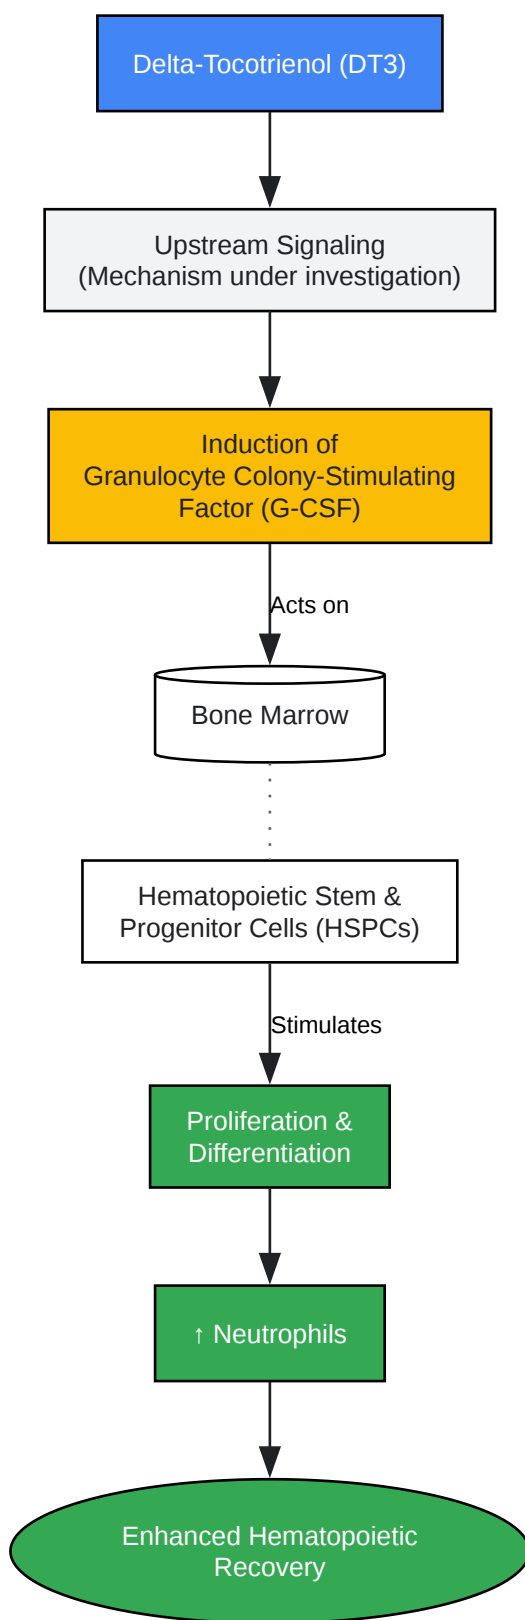 Delta-Tocotrienol (DT3)
Upstream Signaling
(Mechanism under investigation)
Induction of
Granulocyte Colony-Stimulating
Factor (G-CSF)
Acts on
Bone Marrow
Hematopoietic Stem &
Progenitor Cells (HSPCs)
Stimulates
Proliferation &
Differentiation
↑ Neutrophils
Enhanced Hematopoietic
Recovery